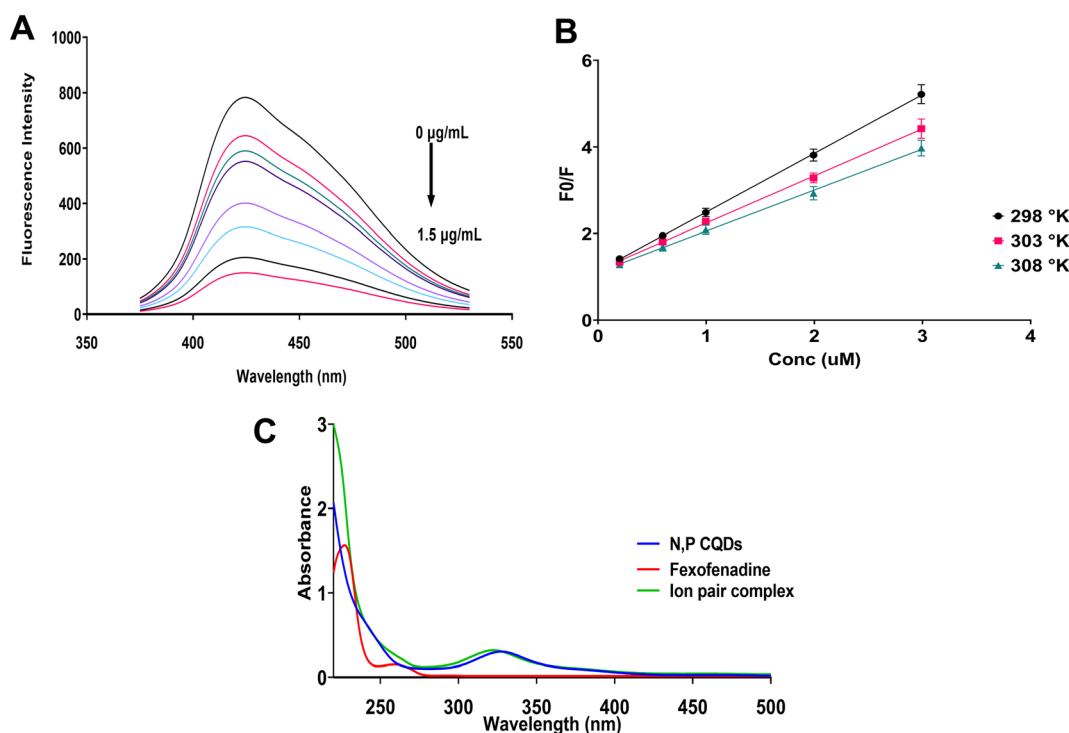 A
1000
800
600
400
200
0
350
400
450
500
550
Fluorescence Intensity
Wavelength (nm)
0 µg/mL
1.5 µg/mL
B
6
4
2
0
0
1
2
3
4
F0/F
Conc (uM)
298 °K
303 °K
308 °K
C
3
2
1
0
250
300
350
400
450
500
Absorbance
Wavelength (nm)
N,P CQDs
Fexofenadine
Ion pair complex